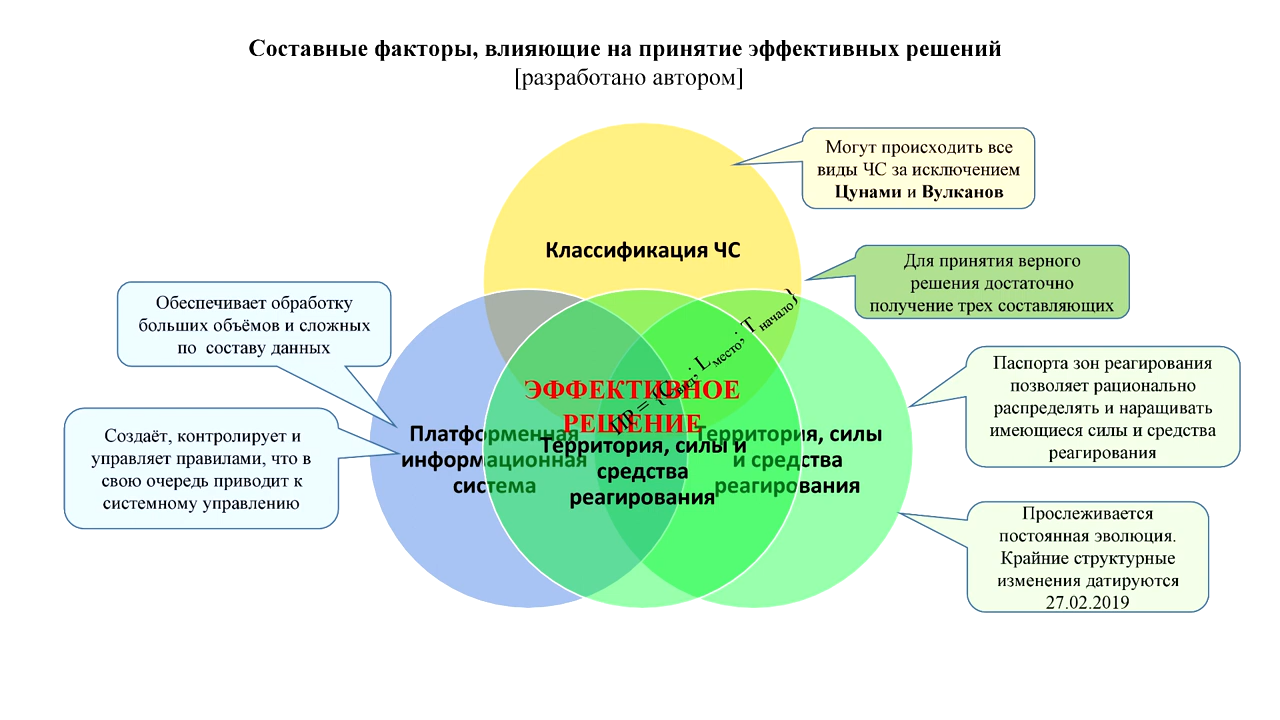 Составные факторы, влияющие на принятие эффективных решений
[разработано автором]
Могут происходить все
виды ЧС за исключением
Цунами и Вулканов
Классификация ЧС
Для принятия верного
решения достаточно
получение трех составляющих
Обеспечивает обработку
больших объёмов и сложных
по составу данных
Паспорта зон реагирования
позволяет рационально
распределять и наращивать
имеющиеся силы и средства
реагирования
ЭФФЕКТИВНОЕ
РЕШЕНИЕ
Lместо; Tначало}
Создаёт, контролирует и
управляет правилами, что в
свою очередь приводит к
системному управлению
Платформенная
информационная
система
Территория, силы и
средства
реагирования
Территория, силы
и средства
реагирования
Прослеживается
постоянная эволюция.
Крайние структурные
изменения датируются
27.02.2019